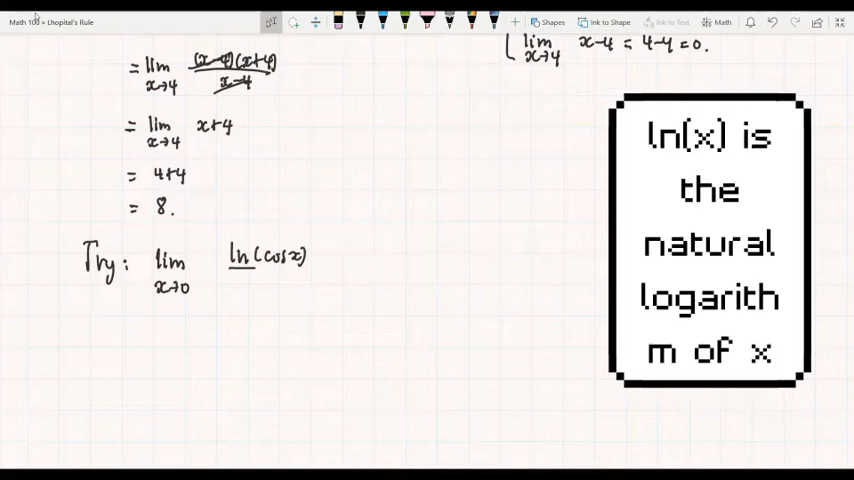 Math 100 » Lhopital's Rule
Shapes
Ink to Shape
Ink to Text
Math
= lim x→4 (x-4)(x+4) / x-4
= lim x→4 x+4
= 4+4
= 8.
Try: lim x→0 ln(cosx)
lim x→4 x-4 = 4-4 = 0.
ln(x) is
the
natural
logarith
m of x